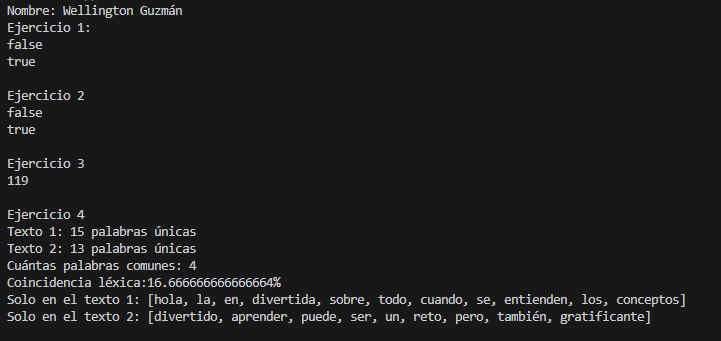 Nombre: Wellington Guzmán
Ejercicio 1:
false
true
Ejercicio 2
false
true
Ejercicio 3
119
Ejercicio 4
Texto 1: 15 palabras únicas
Texto 2: 13 palabras únicas
Cuántas palabras comunes: 4
Coincidencia léxica:16.666666666666664%
Solo en el texto 1: [hola, la, en, divertida, sobre, todo, cuando, se, entienden, los, conceptos]
Solo en el texto 2: [divertido, aprender, puede, ser, un, reto, pero, también, gratificante]